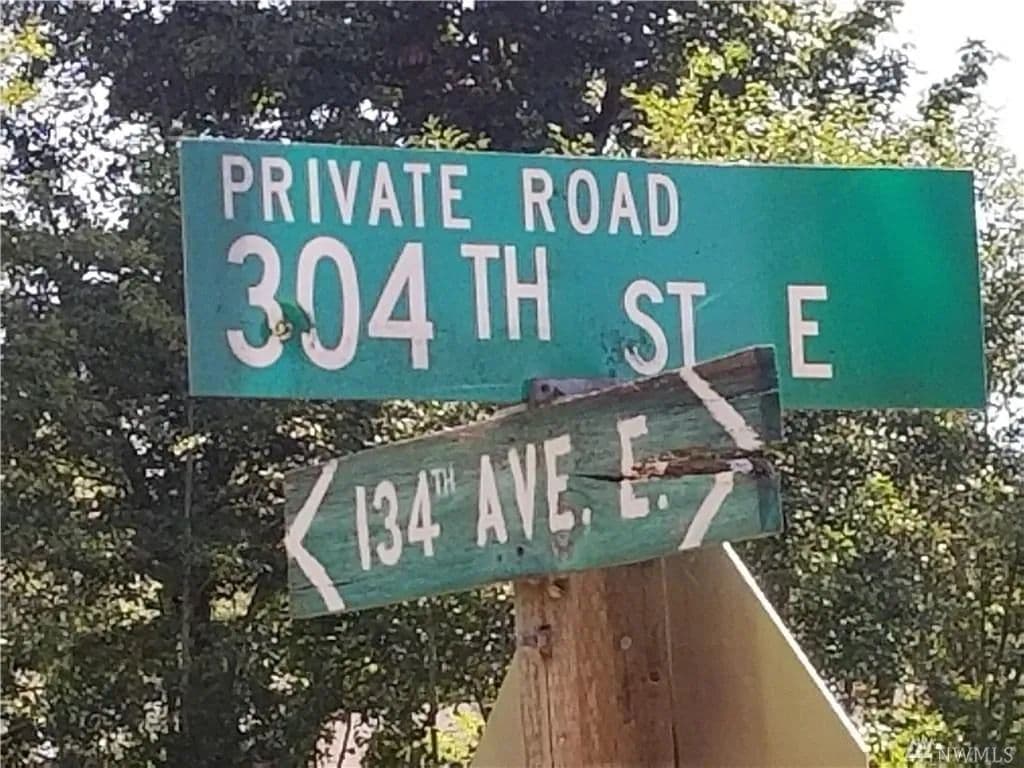 PRIVATE ROAD
304TH ST E
134TH AVE. E.
NWMLS